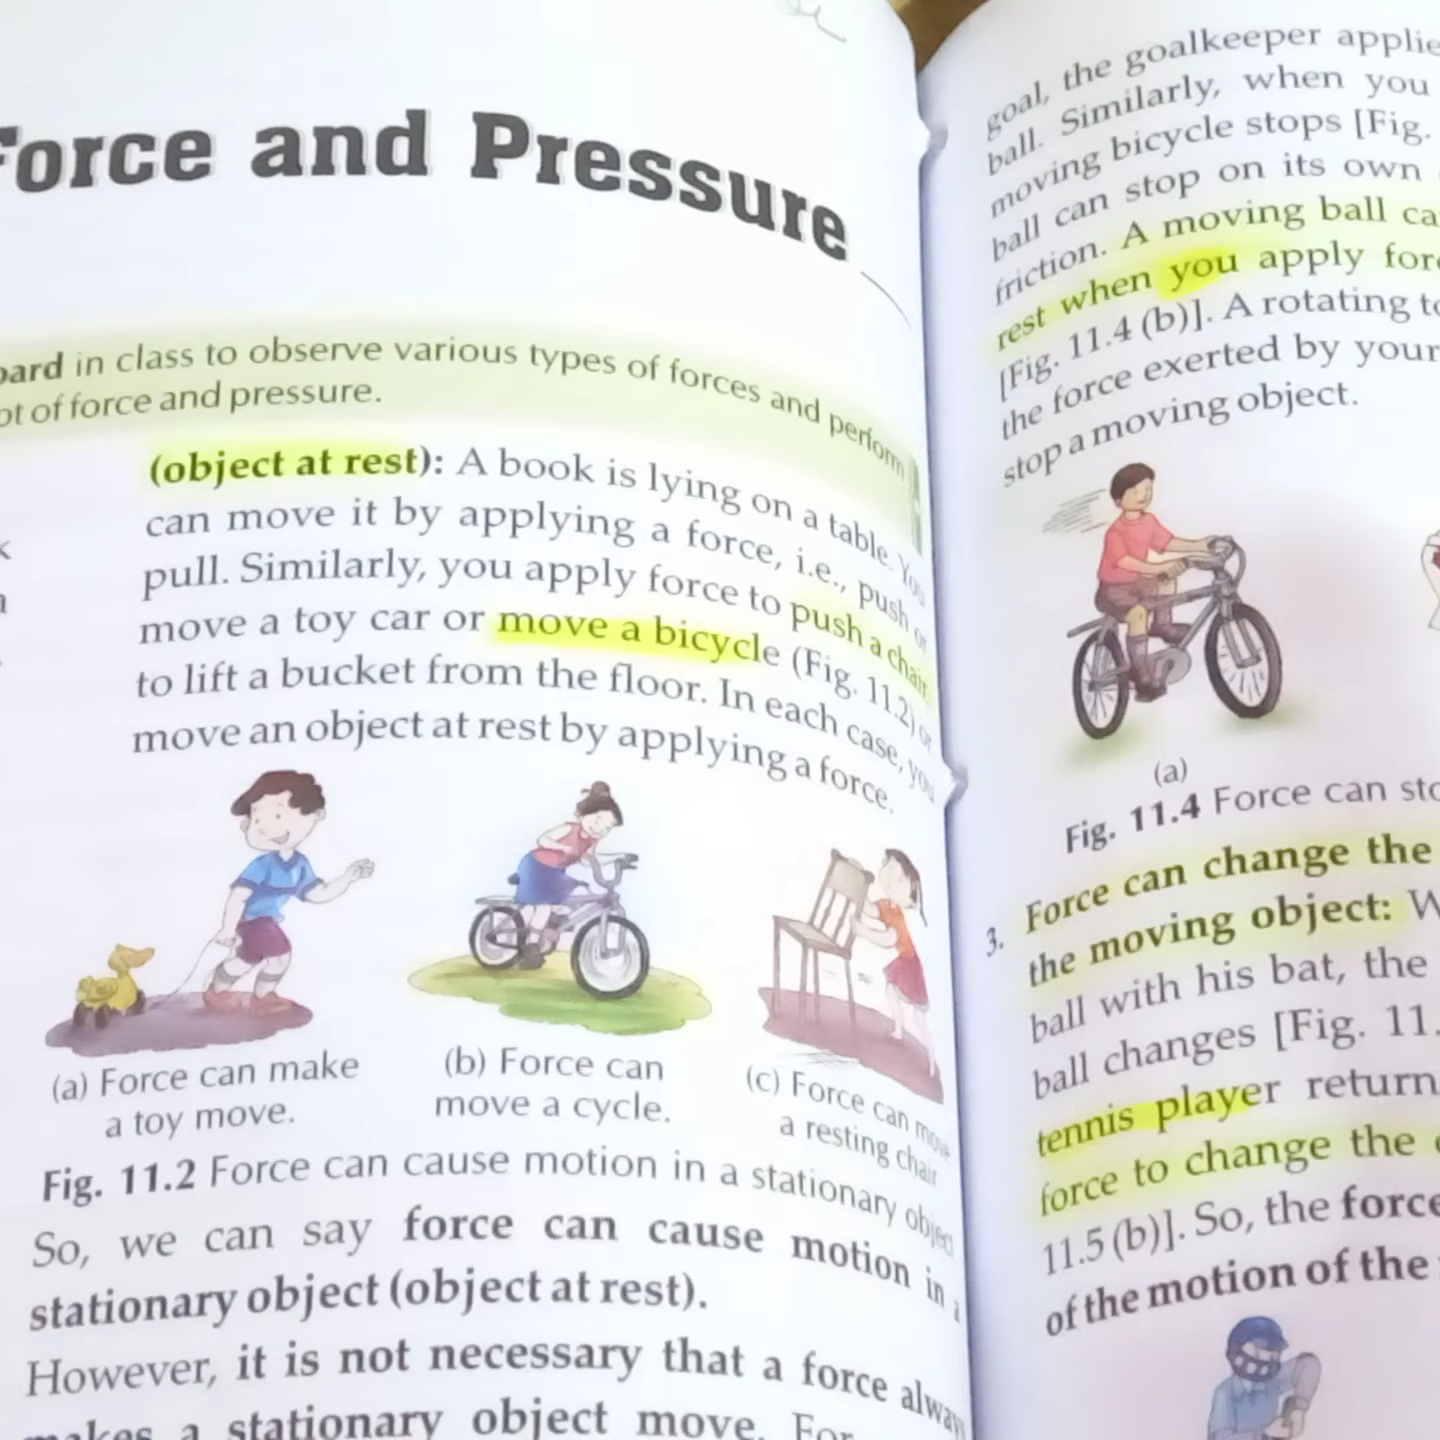 Force and Pressure
in class to observe various types of forces and perform
of force and pressure.
(object at rest): A book is lying on a table. You
can move it by applying a force, i.e., push or
pull. Similarly, you apply force to push a chair,
move a toy car or move a bicycle (Fig. 11.2) or
to lift a bucket from the floor. In each case, you
move an object at rest by applying a force.
(a) Force can make
a toy move.
(b) Force can
move a cycle.
(c) Force can move
a resting chair
Fig. 11.2 Force can cause motion in a stationary object
So, we can say force can cause motion in a
stationary object (object at rest).
However, it is not necessary that a force always
makes a stationary object move. For
goal, the goalkeeper applie
ball. Similarly, when you
moving bicycle stops [Fig.
ball can stop on its own
friction. A moving ball ca
rest when you apply for
[Fig. 11.4 (b)]. A rotating to
the force exerted by your
stop a moving object.
(a)
Fig. 11.4 Force can sto
3. Force can change the
the moving object: W
ball with his bat, the
ball changes [Fig. 11.
tennis player return
force to change the
11.5 (b)]. So, the force
of the motion of the